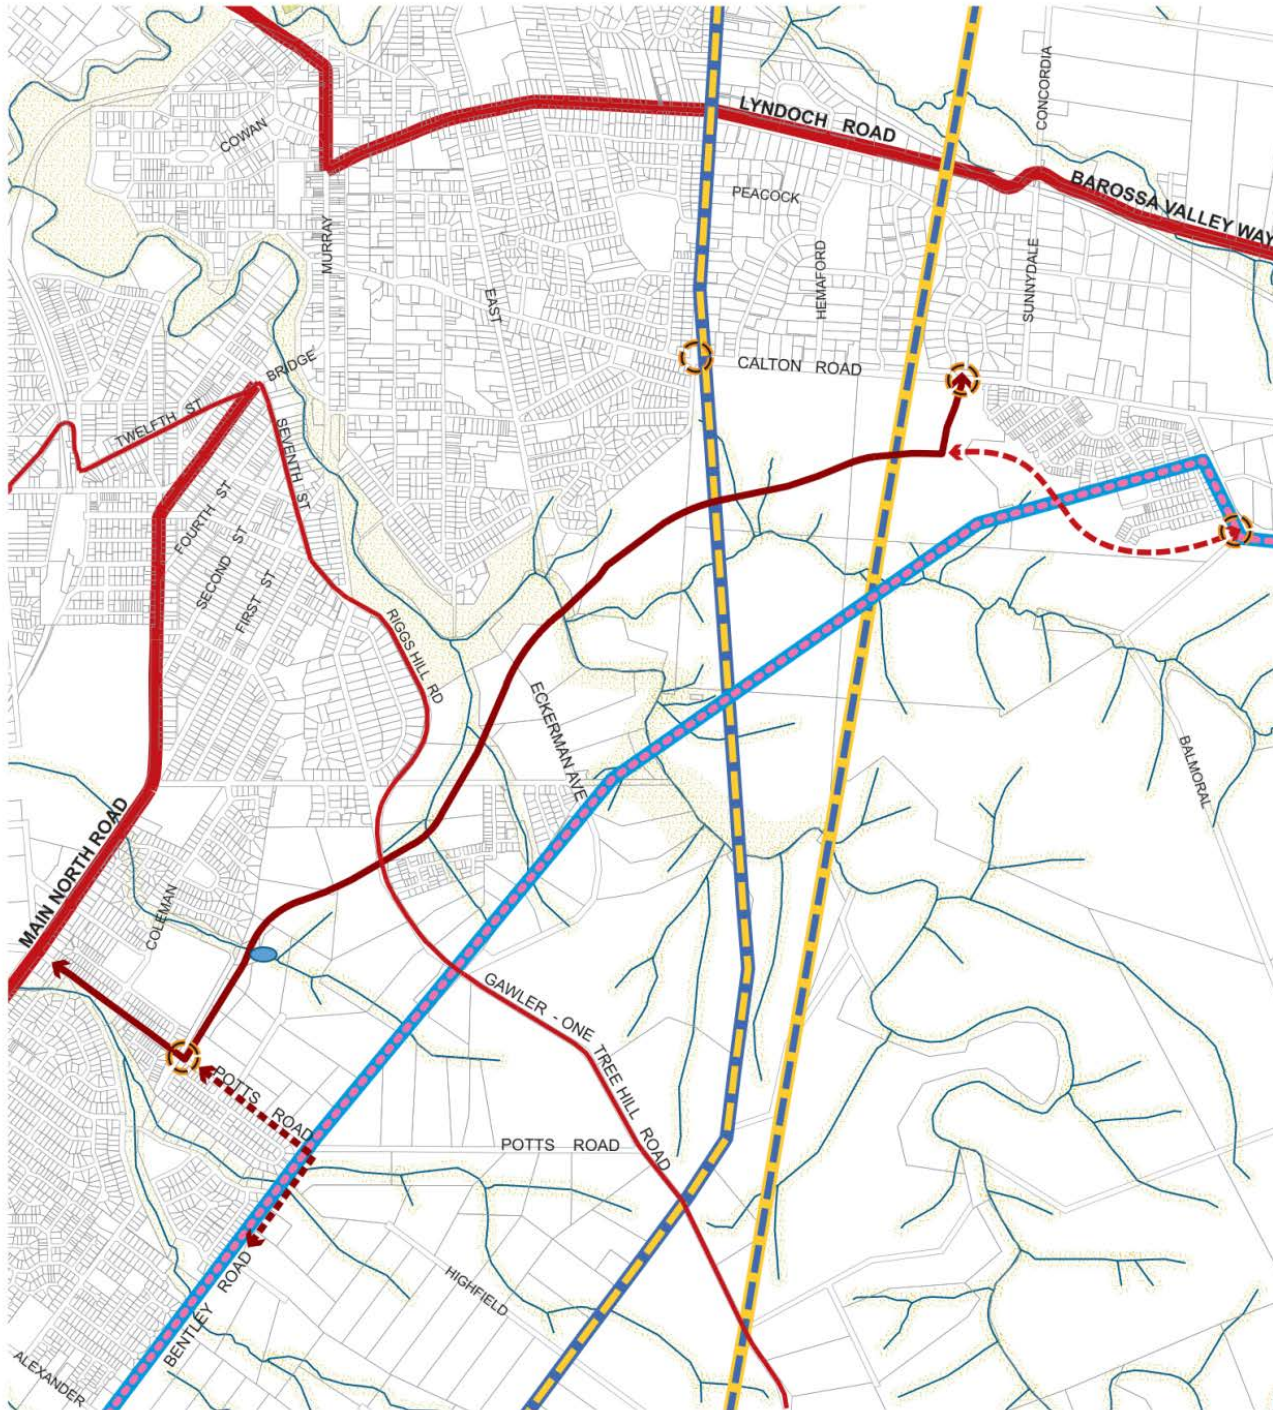 CONCORDIA
LYNDOCH ROAD
COWAN
BAROSSA VALLEY WAY
PEACOCK
MURRAY
HEMAFORD
SUNNYDALE
EAST
BRIDGE
CALTON ROAD
TWELFTH ST
SEVENTH ST
FOURTH ST
SECOND ST
FIRST ST
RIGGS HILL RD
ECKERMAN AVE
BALMORAL
MAIN NORTH ROAD
COLEMAN
GAWLER - ONE TREE HILL ROAD
POTTS ROAD
POTTS ROAD
HIGHFIELD
BENTLEY ROAD
ALEXANDER